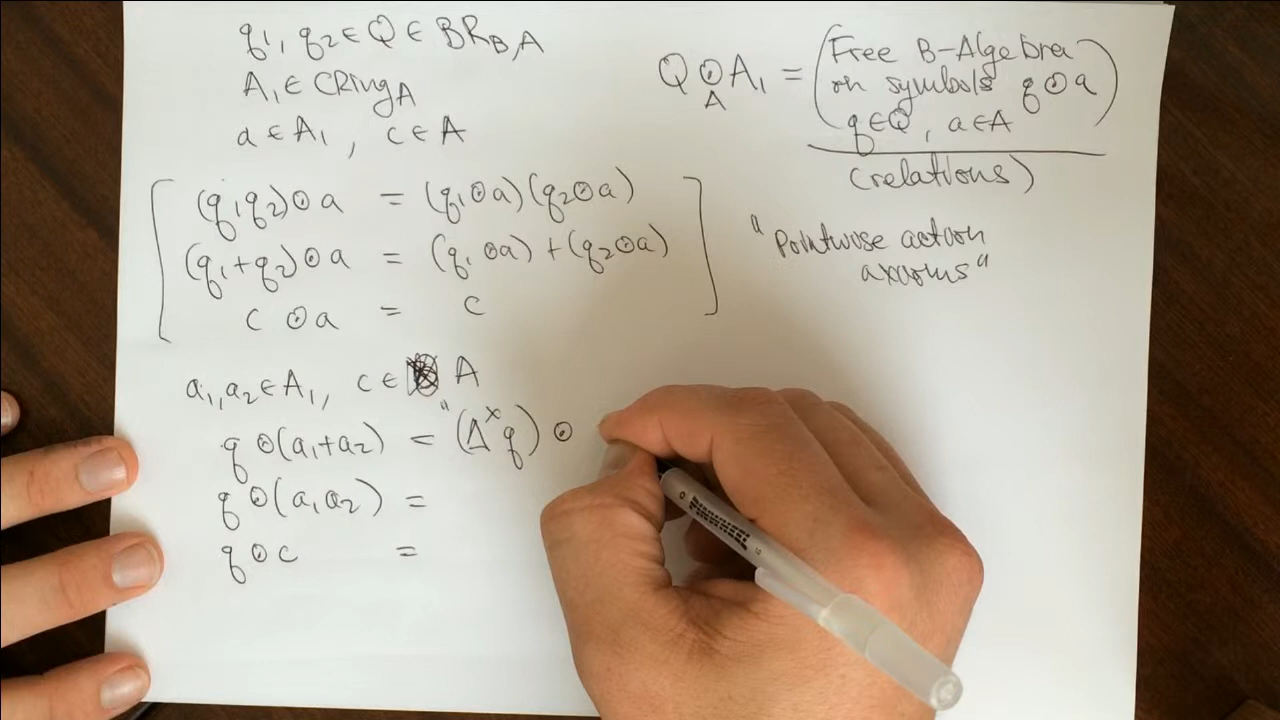 q₁, q₂ ∈ Q ∈ BR_{B,A}
A₁ ∈ CRing_A
a ∈ A₁ , c ∈ A
Q ⊙_A A₁ = (Free B-Algebra
on symbols q⊙a
q∈Q, a∈A)
(relations)
(q₁q₂)⊙a = (q₁⊙a)(q₂⊙a)
(q₁+q₂)⊙a = (q₁⊙a)+(q₂⊙a)
c⊙a = c
"Pointwise action
axioms"
a₁,a₂∈A₁, c∈ A
q⊙(a₁+a₂) = "(Δ^× q) ⊙
q⊙(a₁a₂) =
q⊙c =